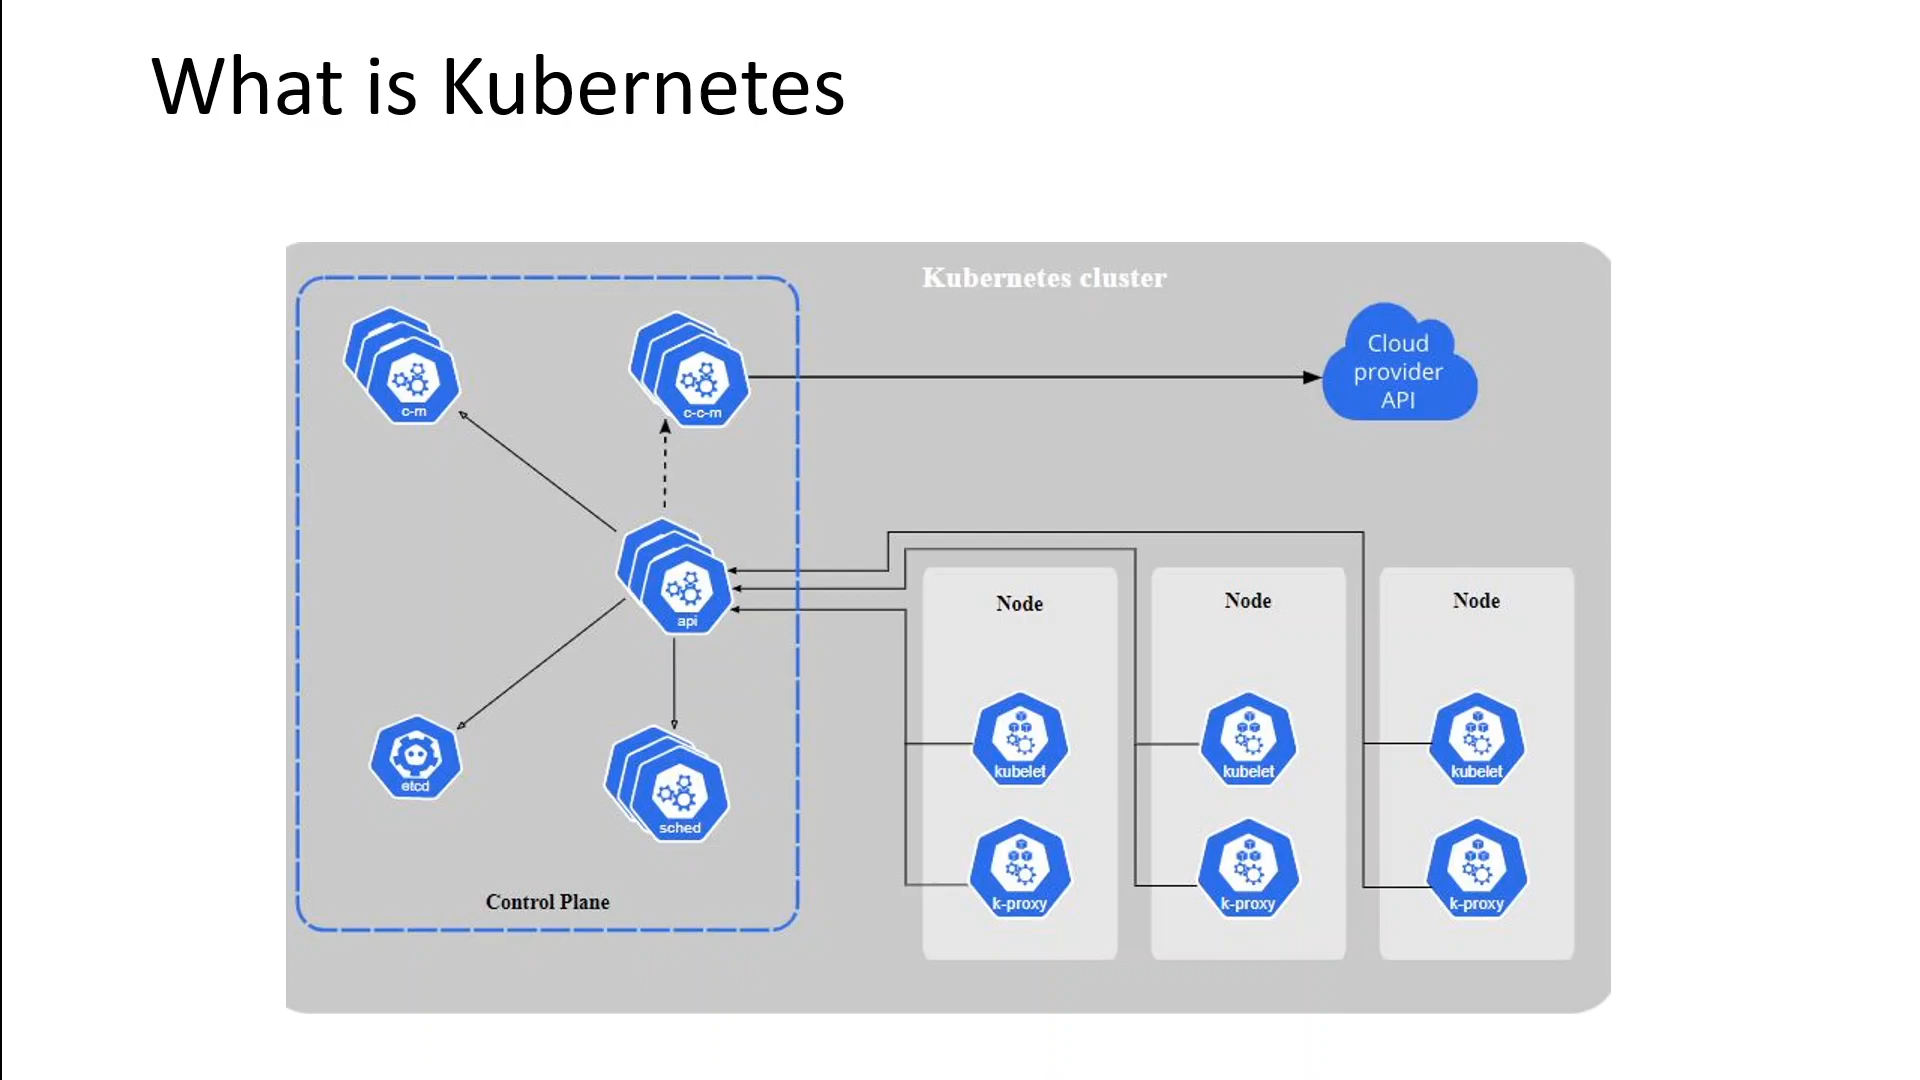 What is Kubernetes
Kubernetes cluster
c-m
c-c-m
Cloud
provider
API
api
etcd
sched
Control Plane
Node
kubelet
k-proxy
Node
kubelet
k-proxy
Node
kubelet
k-proxy